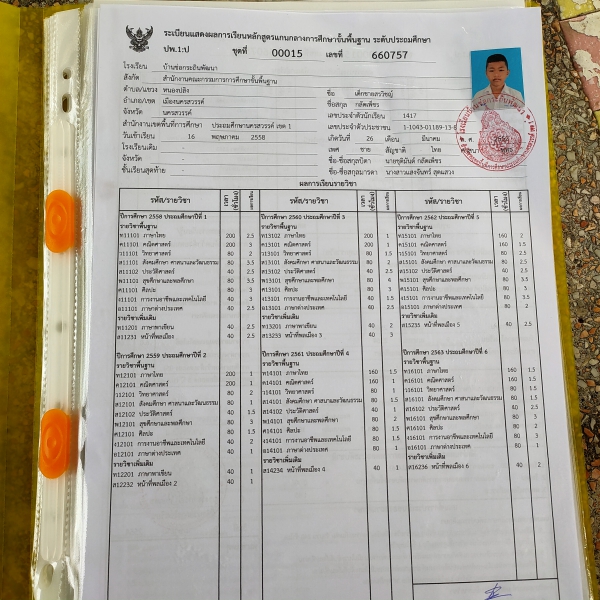 ระเบียนแสดงผลการเรียนหลักสูตรแกนกลางการศึกษาขั้นพื้นฐาน ระดับประถมศึกษา
ปพ.1:ป ชุดที่ 00015 เลขที่ 660757
โรงเรียน บ้านช่อกระถินพัฒนา
สังกัด สำนักงานคณะกรรมการการศึกษาขั้นพื้นฐาน
ตำบล/แขวง หนองปลิง
อำเภอ/เขต เมืองนครสวรรค์
จังหวัด นครสวรรค์
สำนักงานเขตพื้นที่การศึกษา ประถมศึกษานครสวรรค์ เขต 1
วันเข้าเรียน 16 พฤษภาคม 2558
โรงเรียนเดิม
จังหวัด
ชั้นเรียนสุดท้าย
ชื่อ
ชื่อสกุล กลัดเพ็ชร
เลขประจำตัวนักเรียน 1417
เลขประจำตัวประชาชน
เกิดวันที่ 26 เดือน มีนาคม พ.ศ.
เพศ ชาย สัญชาติ ไทย
ชื่อ-ชื่อสกุลบิดา
ชื่อ-ชื่อสกุลมารดา นางสาวแสงจันทร์ สุดแสวง
ผลการเรียนรายวิชา
รหัส/รายวิชา เวลา (ชั่วโมง) ผลการเรียน รหัส/รายวิชา เวลา (ชั่วโมง) ผลการเรียน รหัส/รายวิชา เวลา (ชั่วโมง) ผลการเรียน
ปีการศึกษา 2558 ประถมศึกษาปีที่ 1
รายวิชาพื้นฐาน
ท11101 ภาษาไทย 200 2.5
ค11101 คณิตศาสตร์ 200 3
ว11101 วิทยาศาสตร์ 80 2
ส11101 สังคมศึกษา ศาสนาและวัฒนธรรม 80 3.5
ส11102 ประวัติศาสตร์ 40 2.5
พ11101 สุขศึกษาและพลศึกษา 80 3.5
ศ11101 ศิลปะ 80 3
ง11101 การงานอาชีพและเทคโนโลยี 40 3
อ11101 ภาษาต่างประเทศ 40 2.5
รายวิชาเพิ่มเติม
ท11201 ภาษาพาเขียน 40 2.5
ส11233 หน้าที่พลเมือง 1 40 2.5
ปีการศึกษา 2560 ประถมศึกษาปีที่ 3
รายวิชาพื้นฐาน
ท13101 ภาษาไทย 200 1
ค13101 คณิตศาสตร์ 200 1
ว13101 วิทยาศาสตร์ 80
ส13101 สังคมศึกษา ศาสนาและวัฒนธรรม 80 2
ส13102 ประวัติศาสตร์ 40
พ13101 สุขศึกษาและพลศึกษา 80 4
ศ13101 ศิลปะ 80 3
ง13101 การงานอาชีพและเทคโนโลยี 40
อ13101 ภาษาต่างประเทศ 40
รายวิชาเพิ่มเติม
ท13201 ภาษาพาเขียน 40 2
ส13233 หน้าที่พลเมือง 3 40 3
ปีการศึกษา 2562 ประถมศึกษาปีที่ 5
รายวิชาพื้นฐาน
ท15101 ภาษาไทย 160 2
ค15101 คณิตศาสตร์ 160 1.5
ว15101 วิทยาศาสตร์ 80 2.5
ส15101 สังคมศึกษา ศาสนาและวัฒนธรรม 80 2.5
ส15102 ประวัติศาสตร์ 40 2.5
พ15101 สุขศึกษาและพลศึกษา 80 3.5
ศ15101 ศิลปะ 80 3
ง15101 การงานอาชีพและเทคโนโลยี 80 3.5
อ15101 ภาษาต่างประเทศ 80 2
รายวิชาเพิ่มเติม
ส15233 หน้าที่พลเมือง 5 40 2.5
ปีการศึกษา 2559 ประถมศึกษาปีที่ 2
รายวิชาพื้นฐาน
ท12101 ภาษาไทย 200 1
ค12101 คณิตศาสตร์ 200 1
ว12101 วิทยาศาสตร์ 80 2
ส12101 สังคมศึกษา ศาสนาและวัฒนธรรม 80 1
ส12102 ประวัติศาสตร์ 40 1.5
พ12101 สุขศึกษาและพลศึกษา 80 3
ศ12101 ศิลปะ 80 2.5
ง12101 การงานอาชีพและเทคโนโลยี 40 2
อ12101 ภาษาต่างประเทศ 40 1
รายวิชาเพิ่มเติม
ท12201 ภาษาพาเขียน 40 1
ส12232 หน้าที่พลเมือง 2 40 1
ปีการศึกษา 2561 ประถมศึกษาปีที่ 4
รายวิชาพื้นฐาน
ท14101 ภาษาไทย 160 1.5
ค14101 คณิตศาสตร์ 160 1
ว14101 วิทยาศาสตร์ 80 1
ส14101 สังคมศึกษา ศาสนาและวัฒนธรรม 80 1.5
ส14102 ประวัติศาสตร์ 40
พ14101 สุขศึกษาและพลศึกษา 80 2
ศ14101 ศิลปะ 80 1.5
ง14101 การงานอาชีพและเทคโนโลยี 80 1.5
อ14101 ภาษาต่างประเทศ 80 1
รายวิชาเพิ่มเติม
ส14234 หน้าที่พลเมือง 4 40 1
ปีการศึกษา 2563 ประถมศึกษาปีที่ 6
รายวิชาพื้นฐาน
ท16101 ภาษาไทย 160 1.5
ค16101 คณิตศาสตร์ 160 1.5
ว16101 วิทยาศาสตร์ 80 1.5
ส16101 สังคมศึกษา ศาสนาและวัฒนธรรม 80 1.5
ส16102 ประวัติศาสตร์ 40 2.5
พ16101 สุขศึกษาและพลศึกษา 80 3
ศ16101 ศิลปะ 80 2.5
ง16101 การงานอาชีพและเทคโนโลยี 80 3
อ16101 ภาษาต่างประเทศ 80 1
รายวิชาเพิ่มเติม
ส16236 หน้าที่พลเมือง 6 40 2